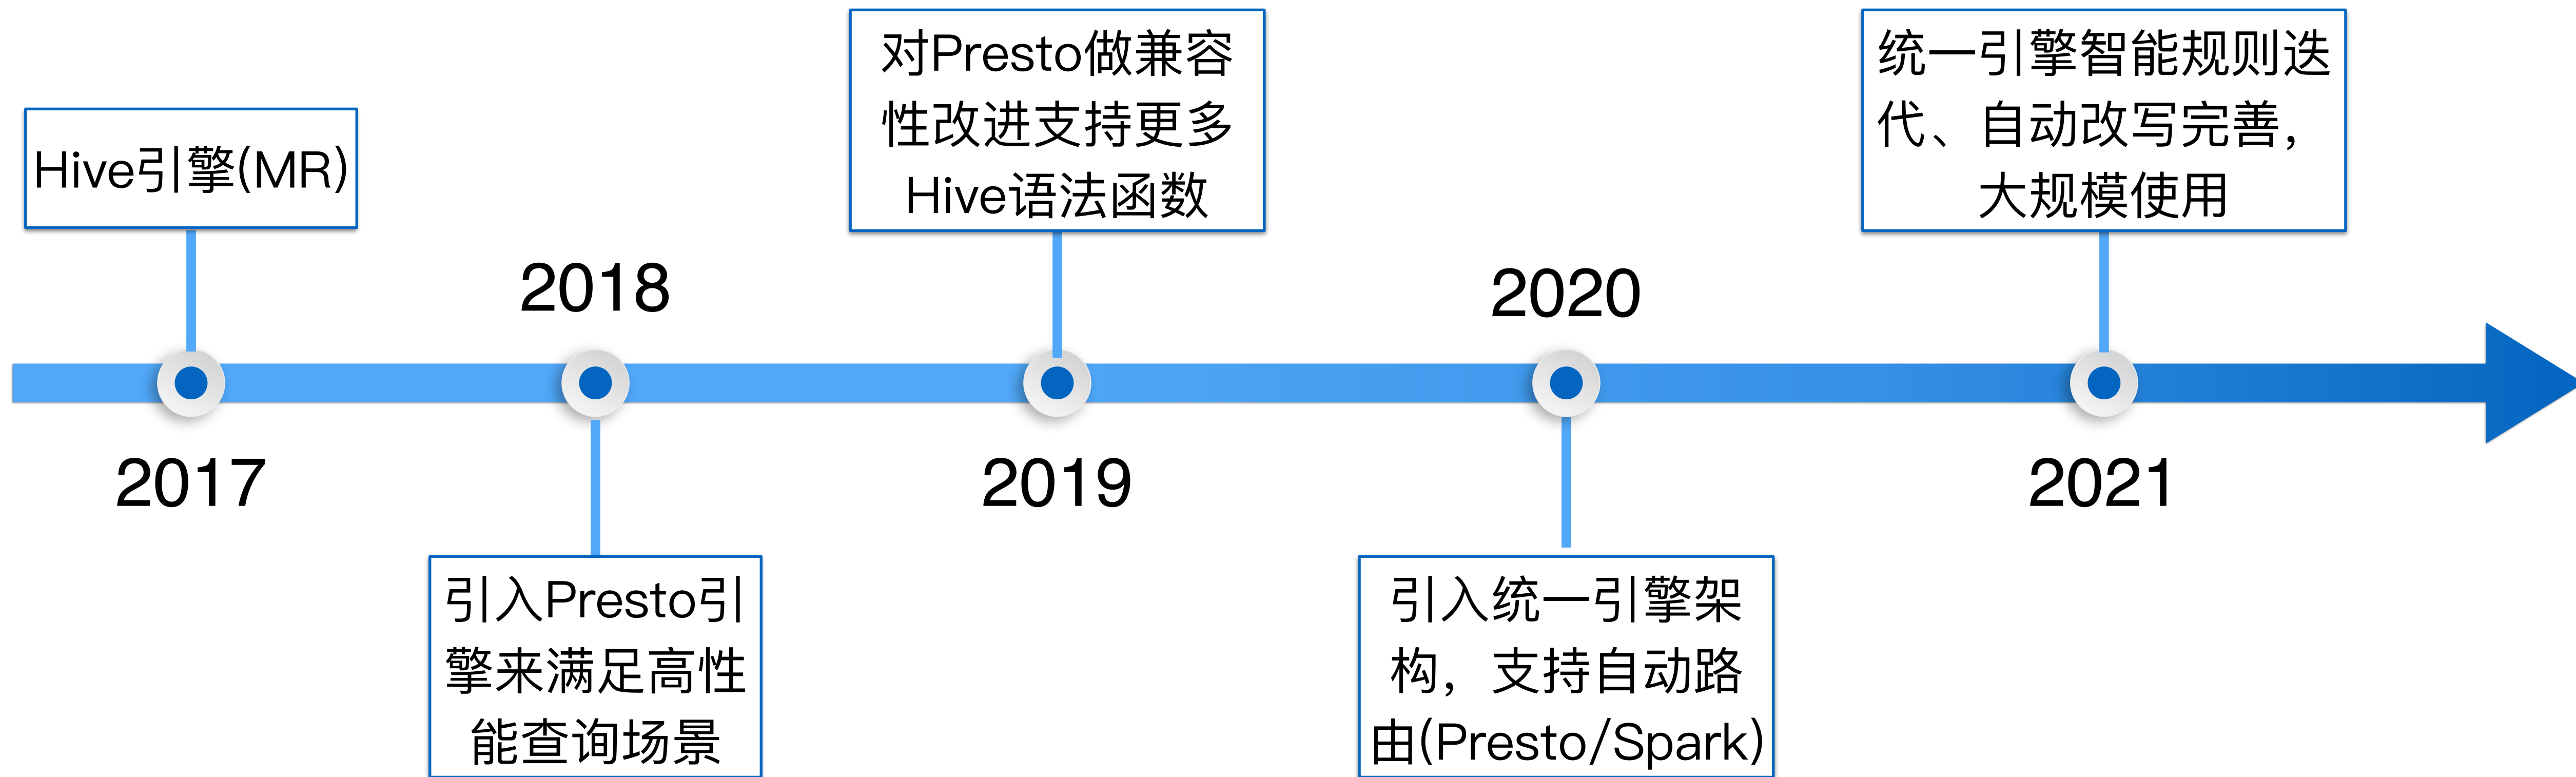 Hive引擎(MR)
2017
2018
引入Presto引
擎来满足高性
能查询场景
对Presto做兼容
性改进支持更多
Hive语法函数
2019
2020
引入统一引擎架
构，支持自动路
由(Presto/Spark)
统一引擎智能规则迭
代、自动改写完善，
大规模使用
2021